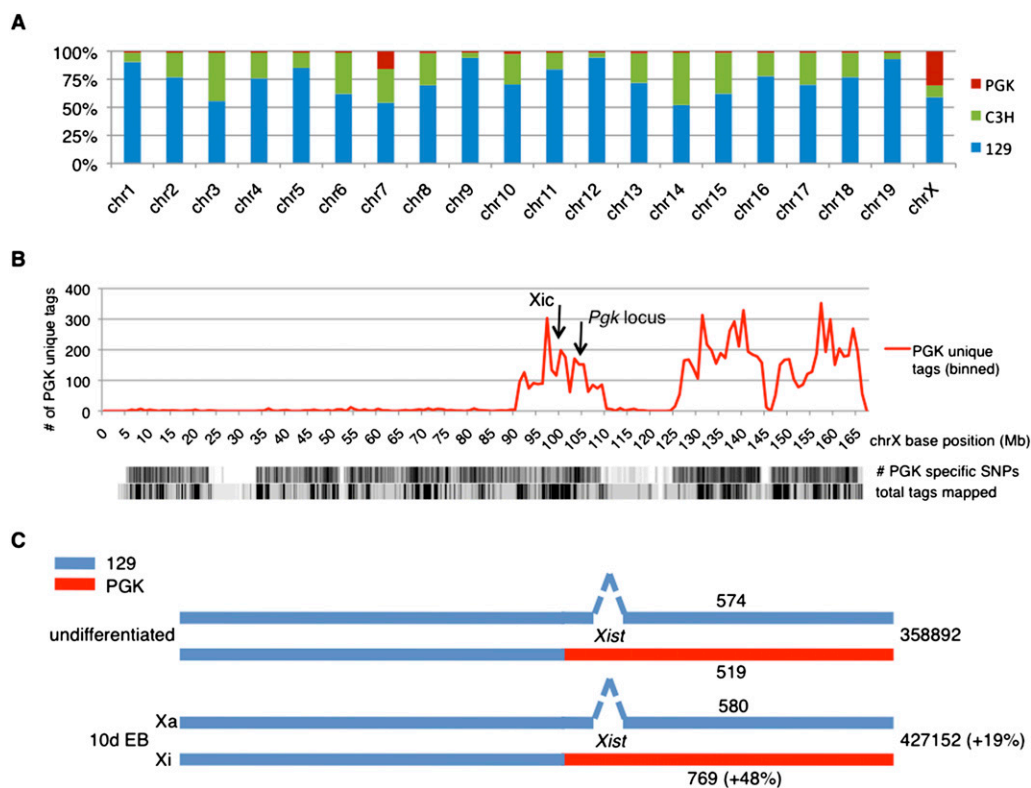 A
100%
75%
50%
25%
0%
chr1 chr2 chr3 chr4 chr5 chr6 chr7 chr8 chr9 chr10 chr11 chr12 chr13 chr14 chr15 chr16 chr17 chr18 chr19 chrX
PGK
C3H
129
B
# of PGK unique tags
400
300
200
100
0
Xic
Pgk locus
PGK unique
tags (binned)
0 5 10 15 20 25 30 35 40 45 50 55 60 65 70 75 80 85 90 95 100 105 110 115 120 125 130 135 140 145 150 155 160 165
chrX base position (Mb)
# PGK specific SNPs
total tags mapped
C
129
PGK
574
undifferentiated
Xist
358892
519
580
Xa
10d EB
Xist
427152 (+19%)
Xi
769 (+48%)